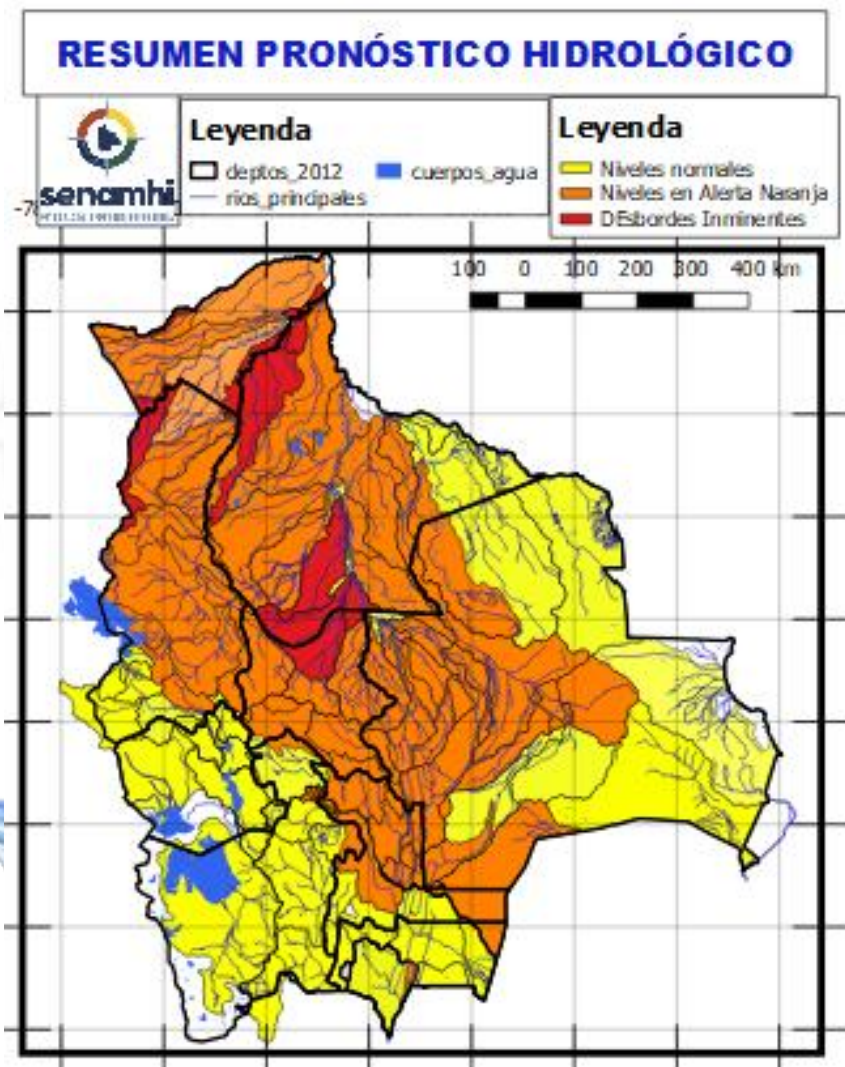 RESUMEN PRONÓSTICO HIDROLÓGICO
senamhi
Leyenda
deptos_2012 cuerpos_agua
rios_principales
Leyenda
Niveles normales
Niveles en Alerta Naranja
DEsbordes Inminentes
100 0 100 200 300 400 km